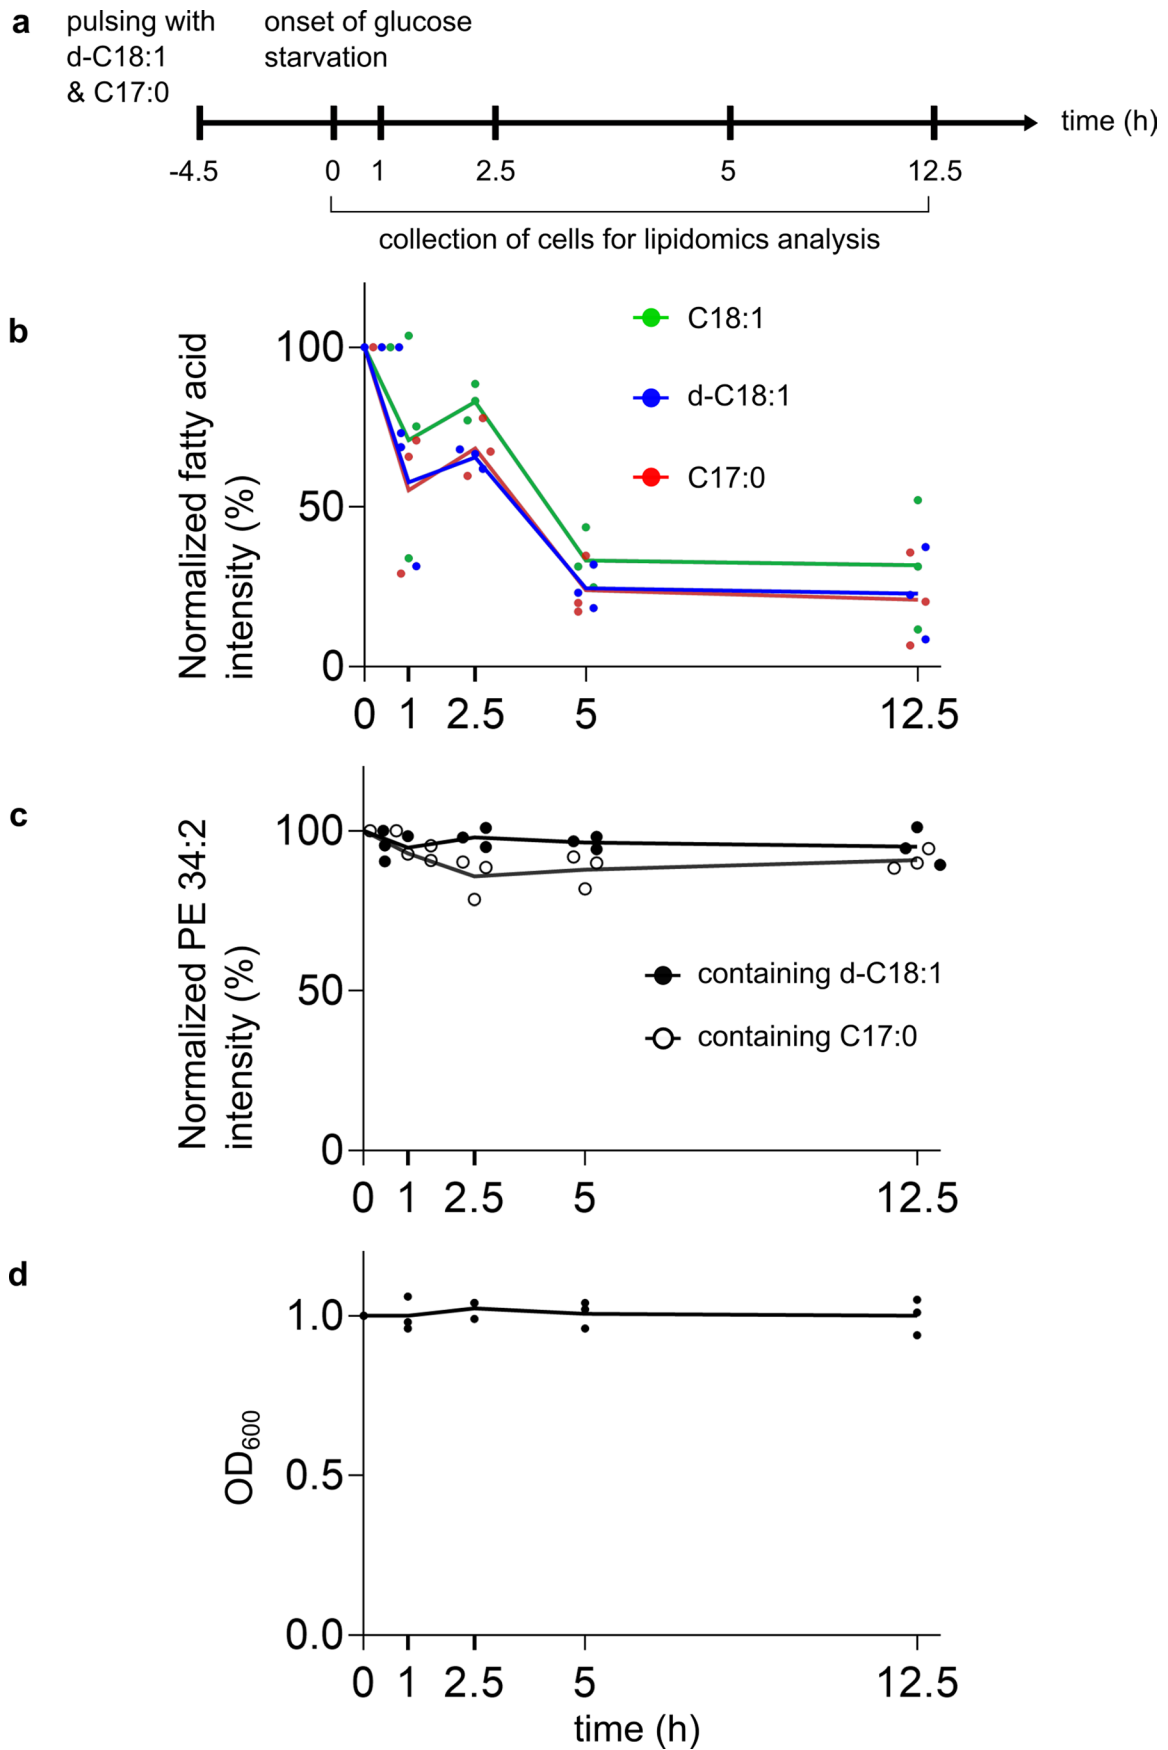 a
pulsing with
d-C18:1
& C17:0
onset of glucose
starvation
time (h)
-4.5 0 1 2.5 5 12.5
collection of cells for lipidomics analysis
b
Normalized fatty acid
intensity (%)
100
50
0
C18:1
d-C18:1
C17:0
0 1 2.5 5 12.5
c
Normalized PE 34:2
intensity (%)
100
50
0
containing d-C18:1
containing C17:0
0 1 2.5 5 12.5
d
OD600
1.0
0.5
0.0
0 1 2.5 5 12.5
time (h)